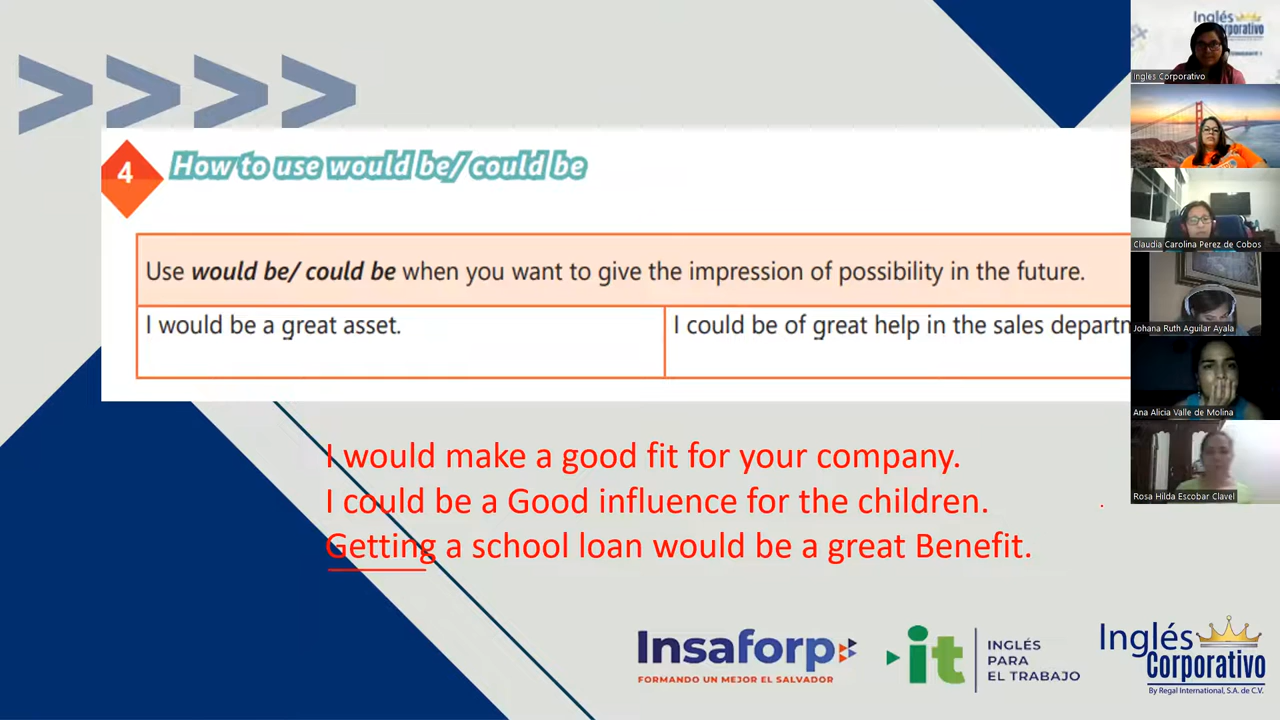 Inglés
Corporativo
Inglés Corporativo
4
How to use would be/ could be
Claudia Carolina Perez de Cobos
Use would be/ could be when you want to give the impression of possibility in the future.
I would be a great asset.
I could be of great help in the sales departm
Johana Ruth Aguilar Ayala
Ana Alicia Valle de Molina
I would make a good fit for your company.
I could be a Good influence for the children.
Rosa Hilda Escobar Clavel
Getting a school loan would be a great Benefit.
Insaforp
FORMANDO UN MEJOR EL SALVADOR
it
INGLÉS
PARA
EL TRABAJO
Inglés
Corporativo
By Regal International, S.A. de C.V.